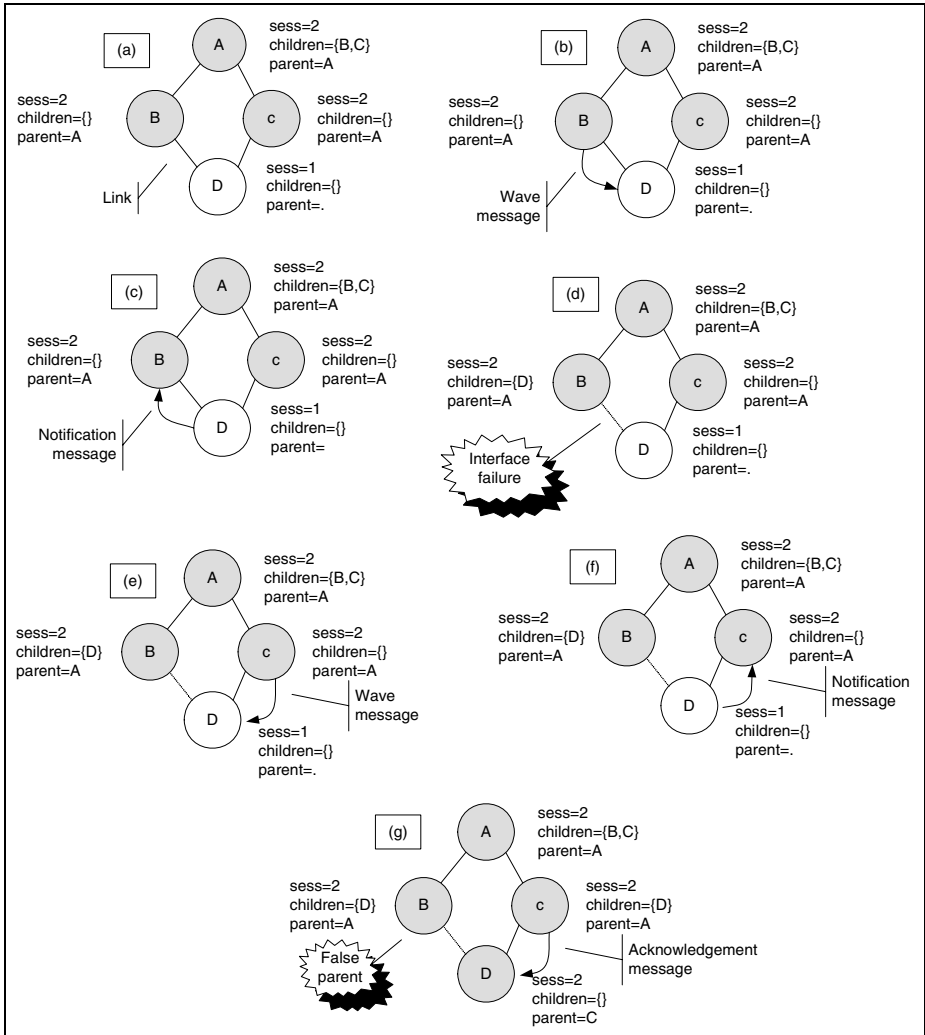 (a)
A
sess=2
children={B,C}
parent=A
sess=2
children={}
parent=A
B
c
sess=2
children={}
parent=A
D
sess=1
children={}
parent=.
Link
(b)
A
sess=2
children={B,C}
parent=A
sess=2
children={}
parent=A
B
c
sess=2
children={}
parent=A
D
sess=1
children={}
parent=.
Wave
message
(c)
A
sess=2
children={B,C}
parent=A
sess=2
children={}
parent=A
B
c
sess=2
children={}
parent=A
D
sess=1
children={}
parent=
Notification
message
(d)
A
sess=2
children={B,C}
parent=A
sess=2
children={D}
parent=A
B
c
sess=2
children={}
parent=A
D
sess=1
children={}
parent=.
Interface
failure
(e)
A
sess=2
children={B,C}
parent=A
sess=2
children={D}
parent=A
B
c
sess=2
children={}
parent=A
D
sess=1
children={}
parent=.
Wave
message
(f)
A
sess=2
children={B,C}
parent=A
sess=2
children={D}
parent=A
B
c
sess=2
children={}
parent=A
D
sess=1
children={}
parent=.
Notification
message
(g)
A
sess=2
children={B,C}
parent=A
sess=2
children={D}
parent=A
B
c
sess=2
children={D}
parent=A
D
sess=2
children={}
parent=C
False
parent
Acknowledgement
message